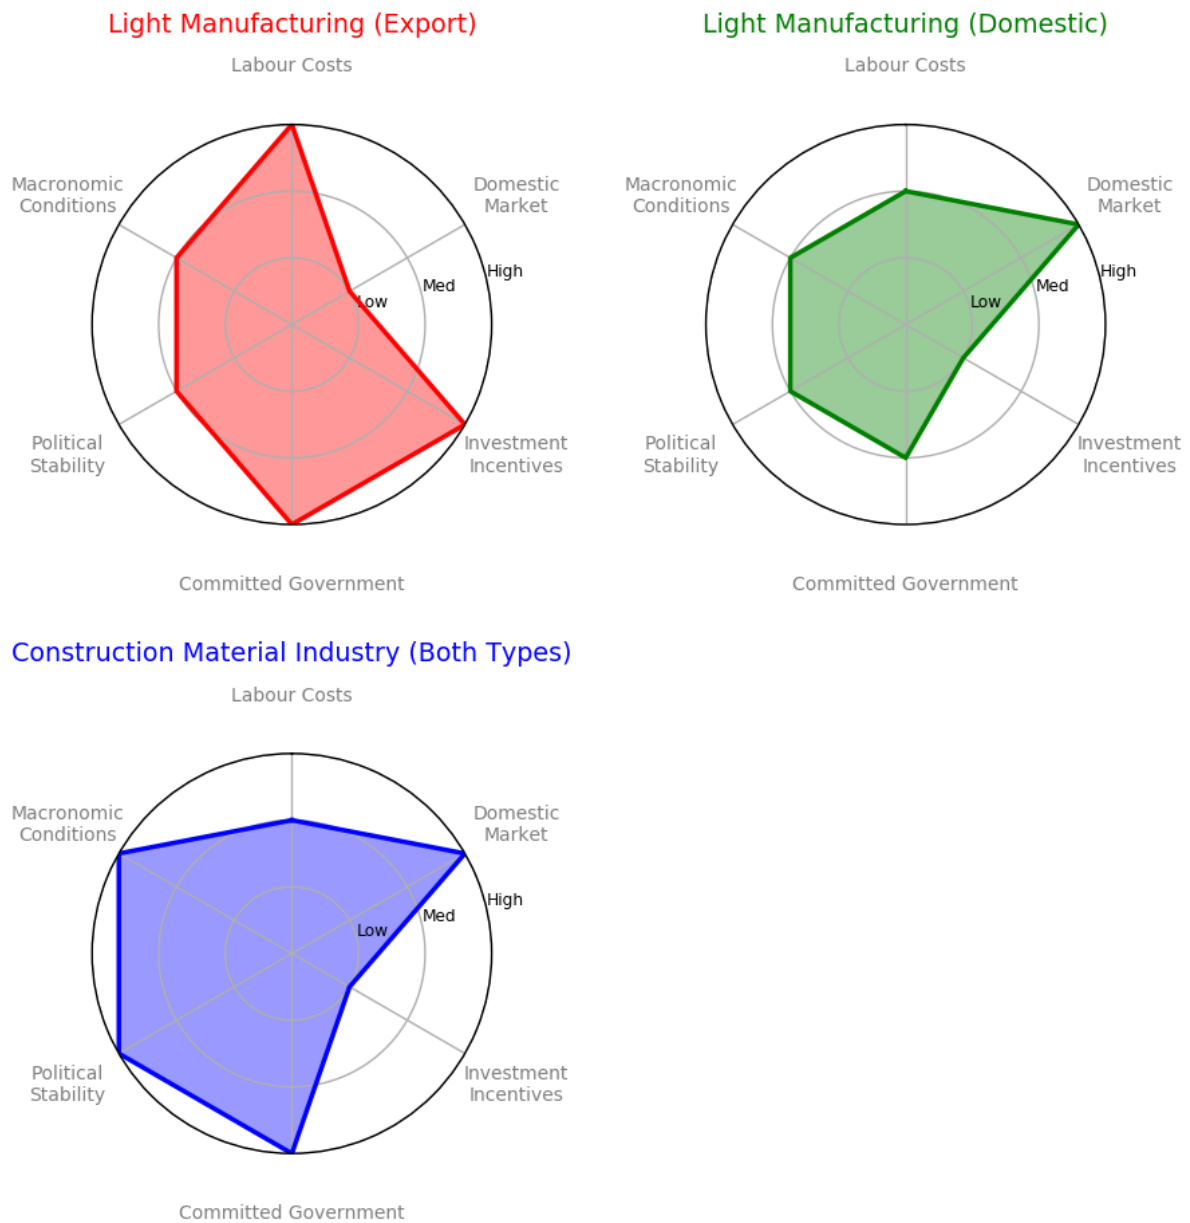 Light Manufacturing (Export)
Labour Costs
Macronomic
Conditions
Domestic
Market
High
Med
Low
Political
Stability
Investment
Incentives
Committed Government
Light Manufacturing (Domestic)
Labour Costs
Macronomic
Conditions
Domestic
Market
High
Med
Low
Political
Stability
Investment
Incentives
Committed Government
Construction Material Industry (Both Types)
Labour Costs
Macronomic
Conditions
Domestic
Market
High
Med
Low
Political
Stability
Investment
Incentives
Committed Government